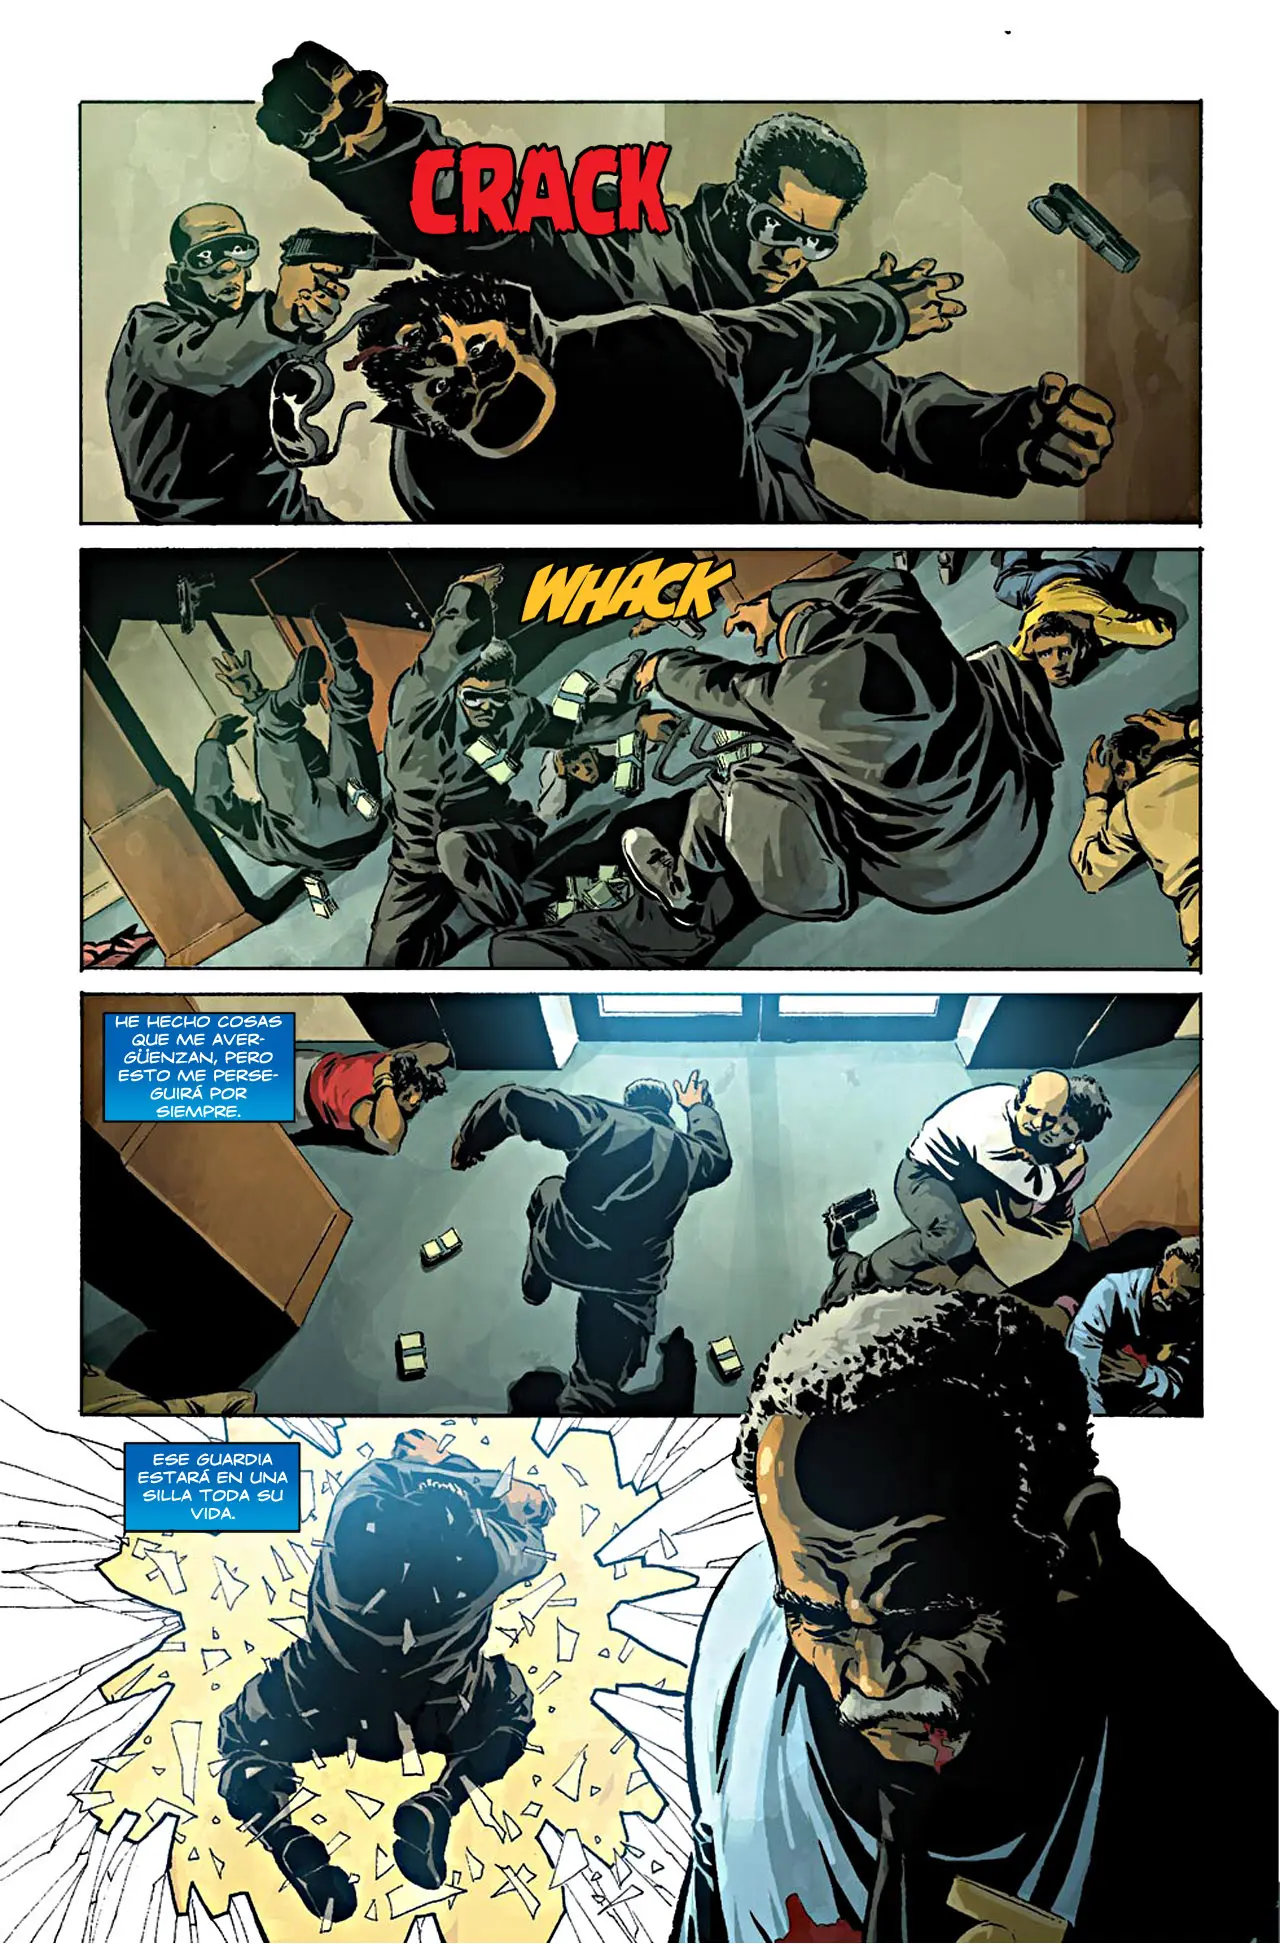 CRACK
WHACK
HE HECHO COSAS
QUE ME AVER-
GÜENZAN, PERO
ESTO ME PERSE-
GUIRÁ POR
SIEMPRE.
ESE GUARDIA
ESTARÁ EN UNA
SILLA TODA SU
VIDA.